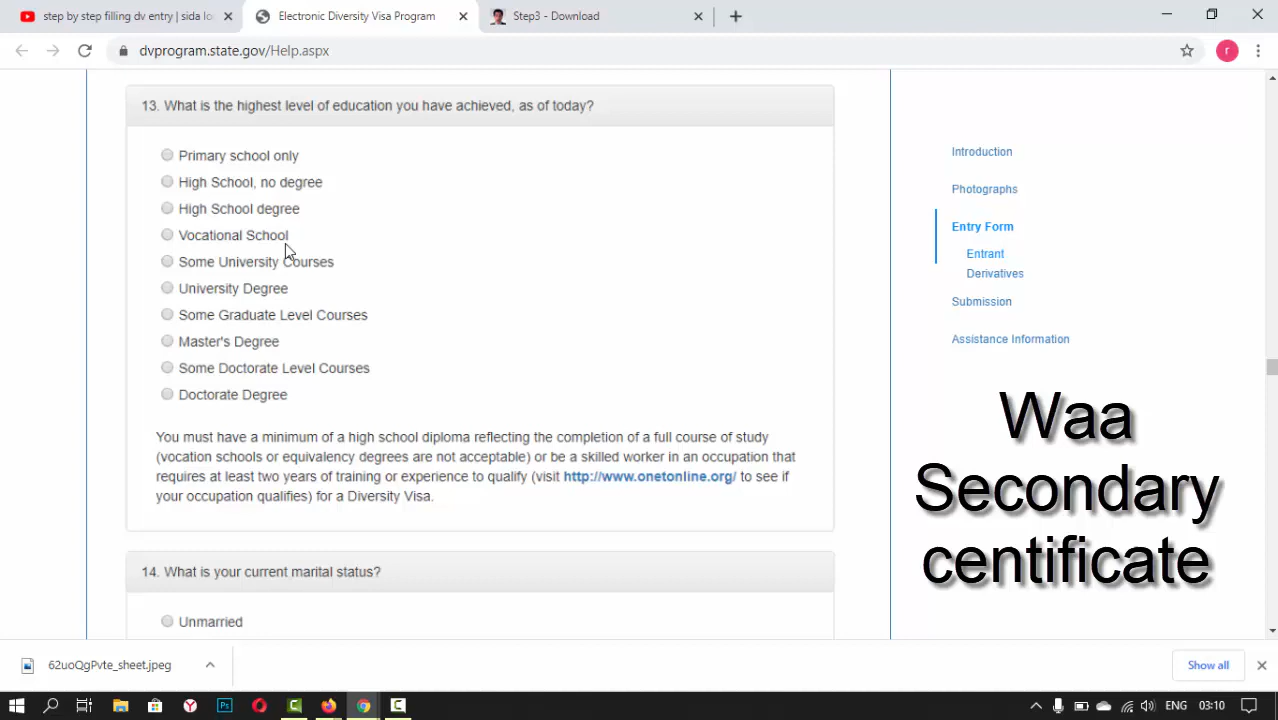 step by step filling dv entry | sida lo
Electronic Diversity Visa Program
Step3 - Download
dvprogram.state.gov/Help.aspx
r
13. What is the highest level of education you have achieved, as of today?
Primary school only
High School, no degree
High School degree
Vocational School
Some University Courses
University Degree
Some Graduate Level Courses
Master's Degree
Some Doctorate Level Courses
Doctorate Degree
You must have a minimum of a high school diploma reflecting the completion of a full course of study
(vocation schools or equivalency degrees are not acceptable) or be a skilled worker in an occupation that
requires at least two years of training or experience to qualify (visit http://www.onetonline.org/ to see if
your occupation qualifies) for a Diversity Visa.
14. What is your current marital status?
Unmarried
Introduction
Photographs
Entry Form
Entrant
Derivatives
Submission
Assistance Information
Waa
Secondary
centificate
62uoQgPvte_sheet.jpeg
Show all
Ps
ENG
03:10